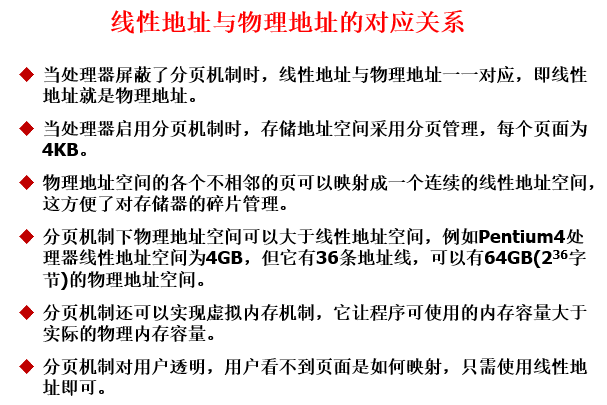 线性地址与物理地址的对应关系
当处理器屏蔽了分页机制时，线性地址与物理地址一一对应，即线性
地址就是物理地址。
当处理器启用分页机制时，存储地址空间采用分页管理，每个页面为
4KB。
物理地址空间的各个不相邻的页可以映射成一个连续的线性地址空间，
这方便了对存储器的碎片管理。
分页机制下物理地址空间可以大于线性地址空间，例如Pentium4处
理器线性地址空间为4GB，但它有36条地址线，可以有64GB(2³⁶字
节)的物理地址空间。
分页机制还可以实现虚拟内存机制，它让程序可使用的内存容量大于
实际的物理内存容量。
分页机制对用户透明，用户看不到页面是如何映射，只需使用线性地
址即可。